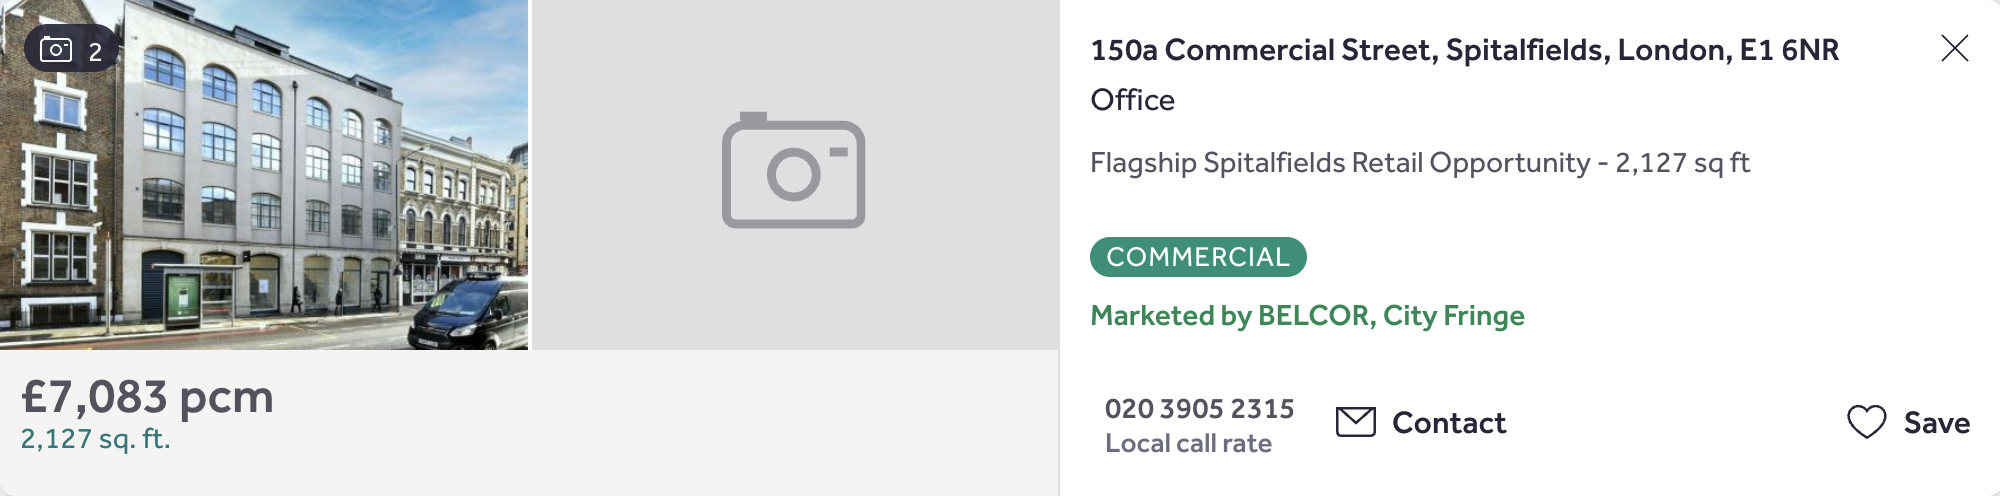 2
£7,083 pcm
2,127 sq. ft.
150a Commercial Street, Spitalfields, London, E1 6NR
Office
Flagship Spitalfields Retail Opportunity - 2,127 sq ft
COMMERCIAL
Marketed by BELCOR, City Fringe
020 3905 2315
Local call rate
Contact
Save